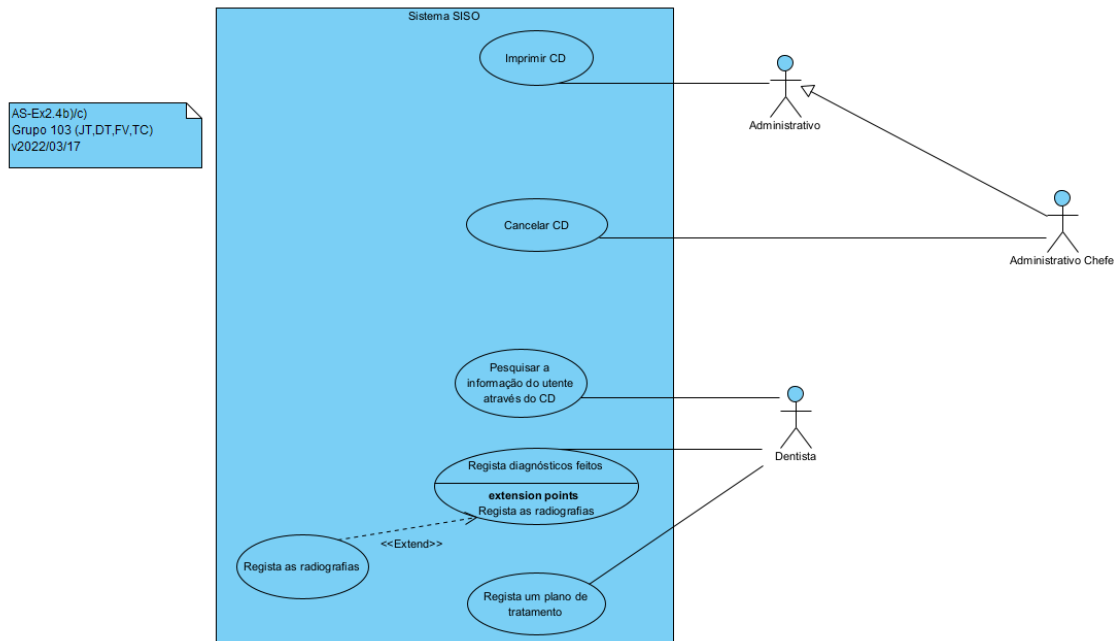 Sistema SISO
Imprimir CD
Administrativo
AS-Ex2.4b)/c)
Grupo 103 (JT,DT,FV,TC)
v2022/03/17
Cancelar CD
Administrativo Chefe
Pesquisar a
informação do utente
através do CD
Dentista
Regista diagnósticos feitos
extension points
Regista as radiografias
<<Extend>>
Regista as radiografias
Regista um plano de
tratamento